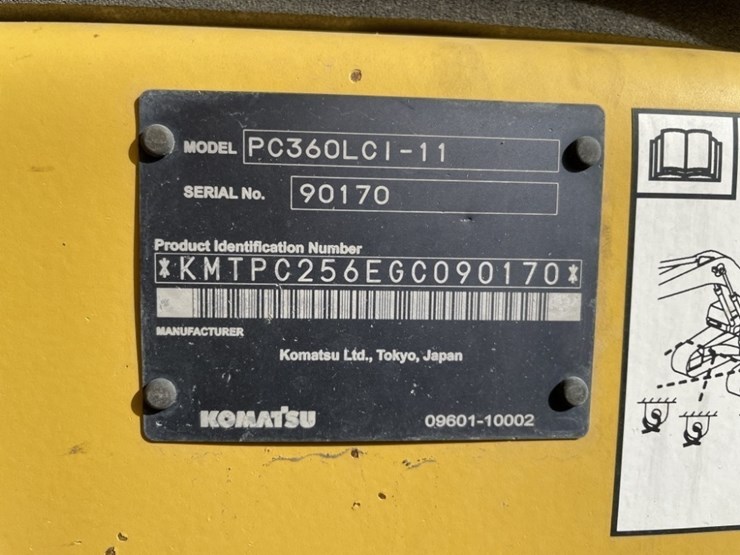 MODEL PC360LCI-11
SERIAL No. 90170
Product Identification Number
*KMTPC256EGC090170*
MANUFACTURER
Komatsu Ltd., Tokyo, Japan
KOMATSU 09601-10002